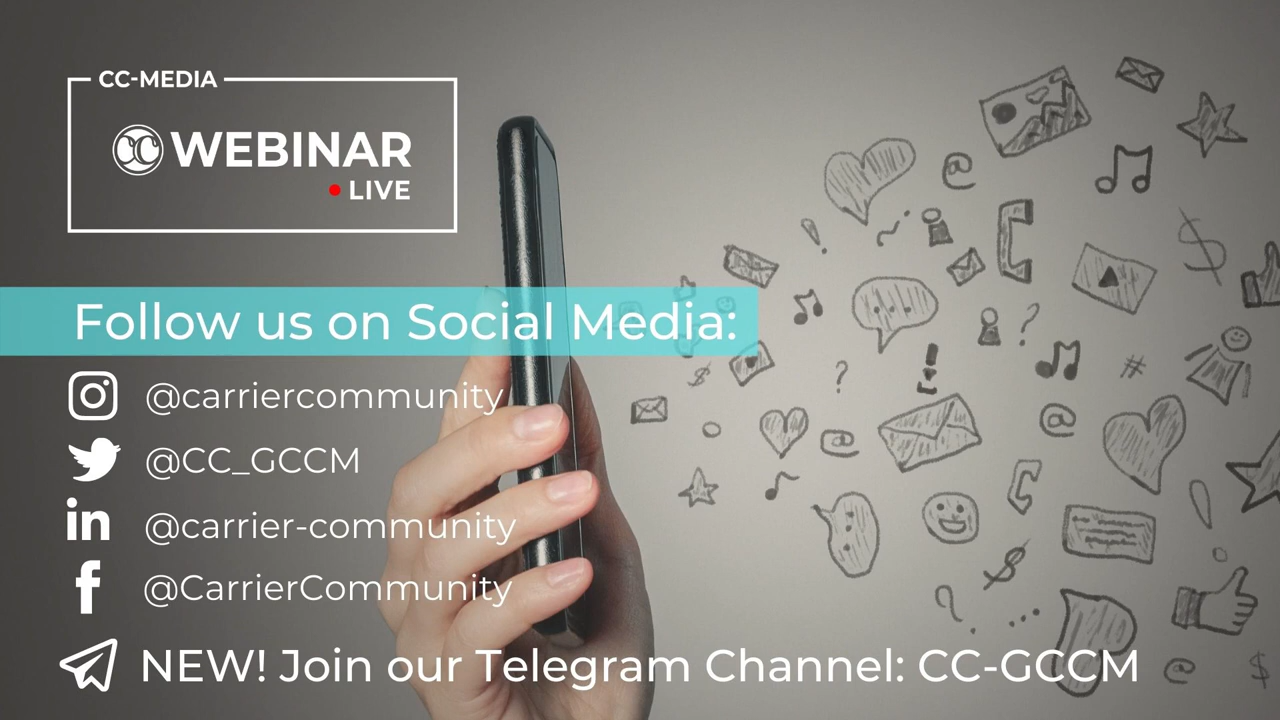 CC-MEDIA
WEBINAR
LIVE
Follow us on Social Media:
@carriercommunity
@CC_GCCM
in @carrier-community
f @CarrierCommunity
NEW! Join our Telegram Channel: CC-GCCM